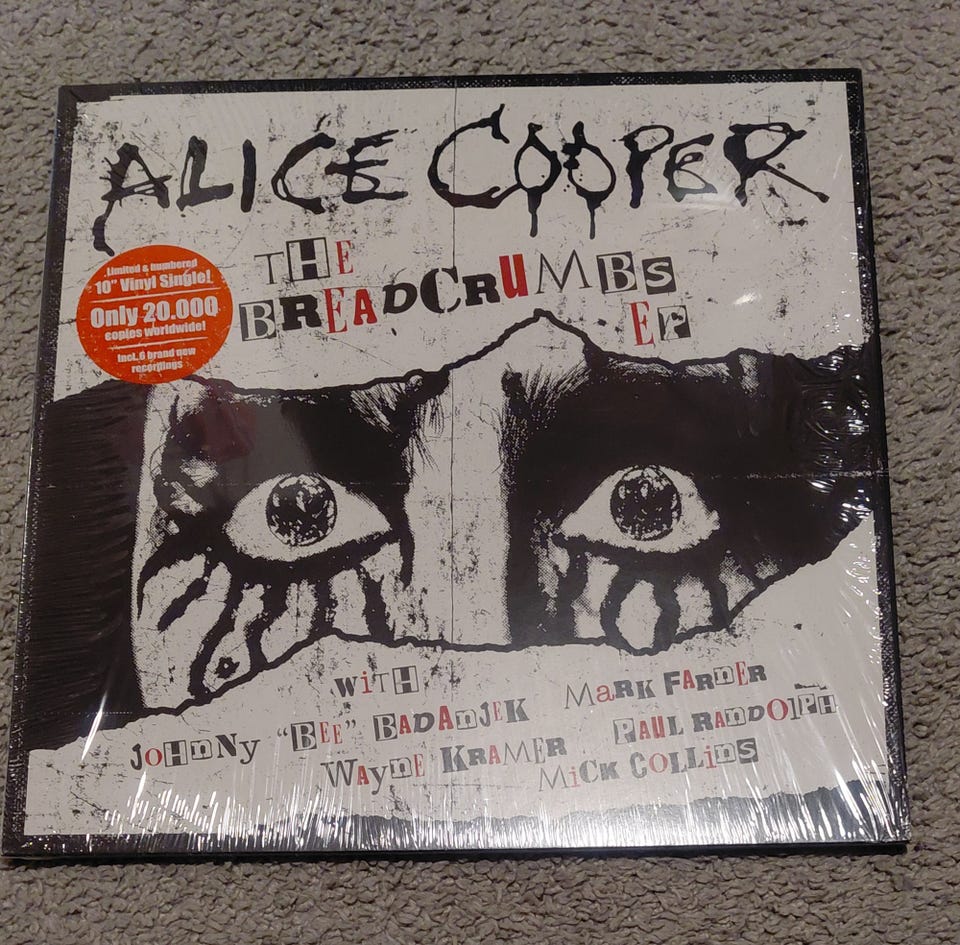 ALICE COOPER
THE
BREADCRUMBS
EP
Limited & numbered
10" Vinyl Single!
Only 20.000
copies worldwide!
Incl. 6 brand new
recordings
WiTH
JoHnNy "BEE" BADAnJEK MaRK FARnER
WAynE KRAMER PAUL RANDOlPH
MiCK COLLinS